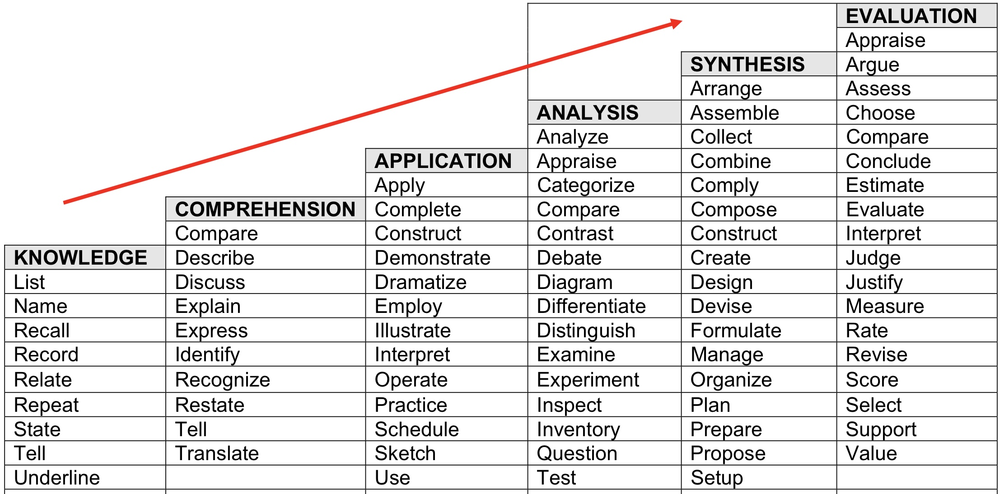 EVALUATION
Appraise
SYNTHESIS Argue
Arrange Assess
ANALYSIS Assemble Choose
Analyze Collect Compare
APPLICATION Appraise Combine Conclude
Apply Categorize Comply Estimate
COMPREHENSION Complete Compare Compose Evaluate
Compare Construct Contrast Construct Interpret
KNOWLEDGE Describe Demonstrate Debate Create Judge
List Discuss Dramatize Diagram Design Justify
Name Explain Employ Differentiate Devise Measure
Recall Express Illustrate Distinguish Formulate Rate
Record Identify Interpret Examine Manage Revise
Relate Recognize Operate Experiment Organize Score
Repeat Restate Practice Inspect Plan Select
State Tell Schedule Inventory Prepare Support
Tell Translate Sketch Question Propose Value
Underline Use Test Setup